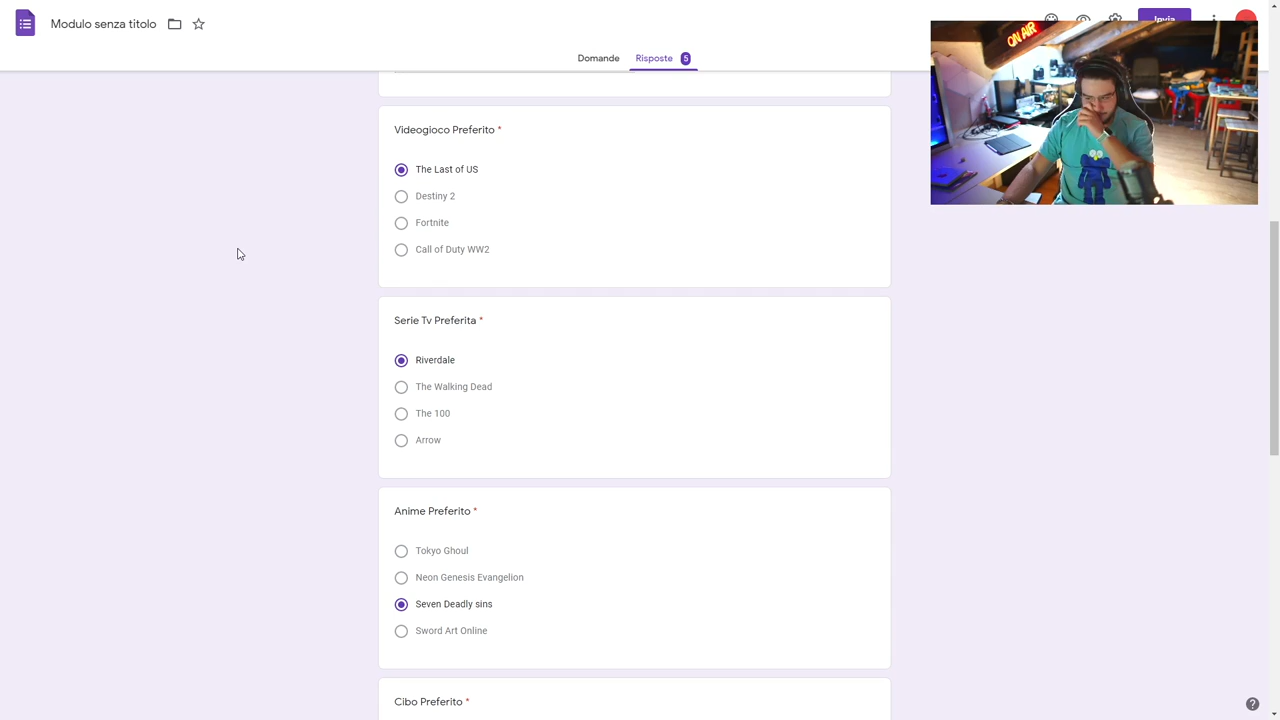 Modulo senza titolo
Invia
Domande
Risposte 5
ON AIR
Videogioco Preferito *
The Last of US
Destiny 2
Fortnite
Call of Duty WW2
Serie Tv Preferita *
Riverdale
The Walking Dead
The 100
Arrow
Anime Preferito *
Tokyo Ghoul
Neon Genesis Evangelion
Seven Deadly sins
Sword Art Online
Cibo Preferito *